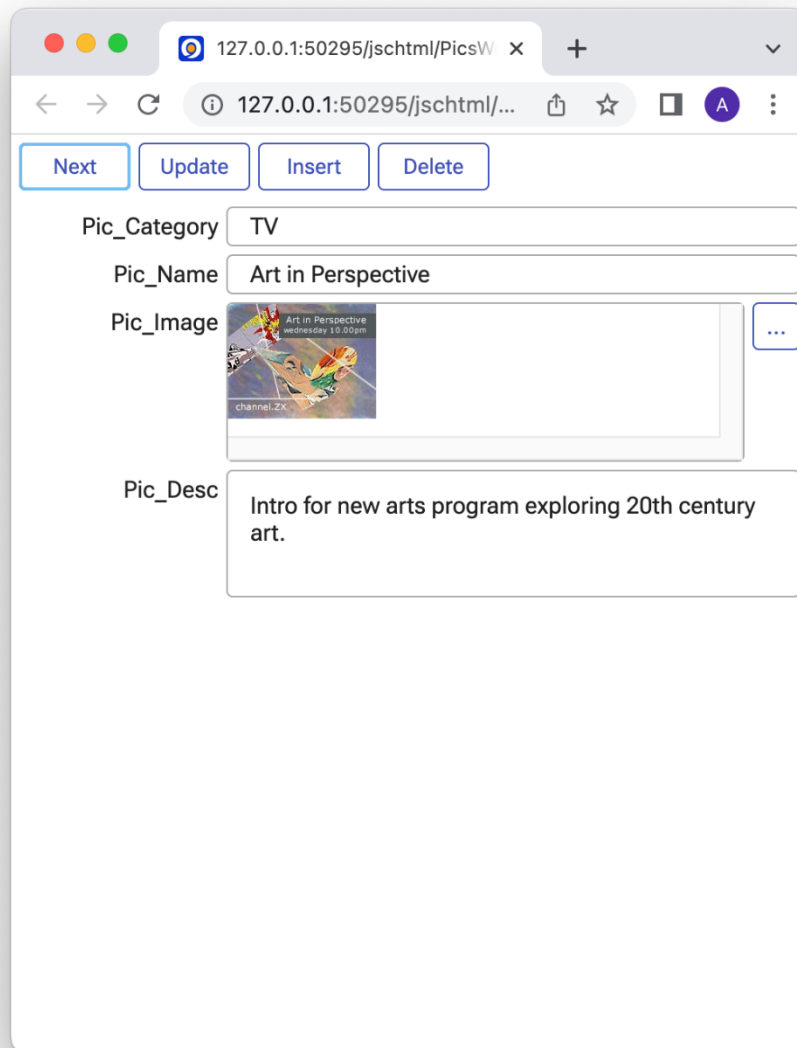 127.0.0.1:50295/jschtml/PicsW
127.0.0.1:50295/jschtml/...
A
Next Update Insert Delete
Pic_Category TV
Pic_Name Art in Perspective
Pic_Image
Art in Perspective
wednesday 10.00pm
channel.ZX
...
Pic_Desc
Intro for new arts program exploring 20th century
art.